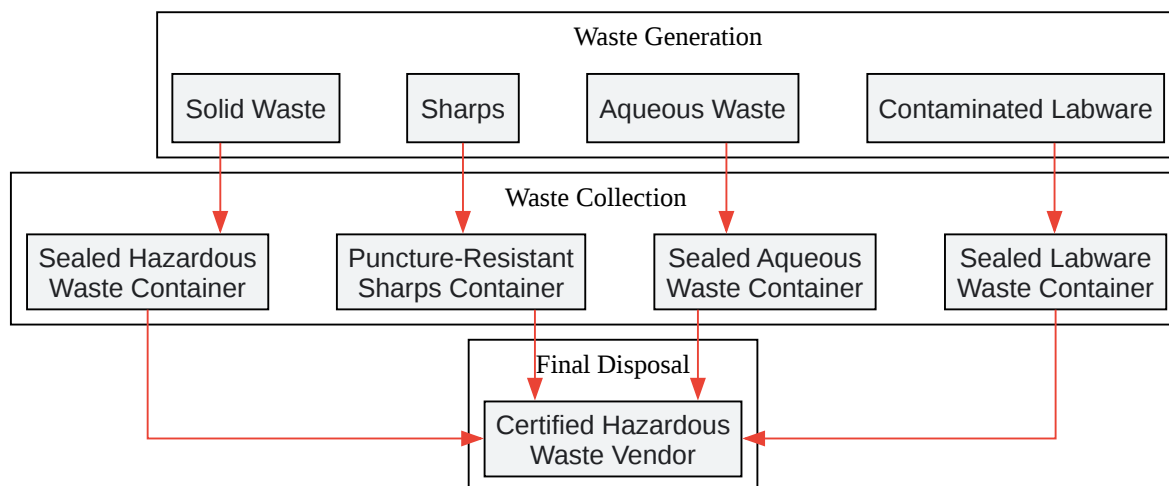 Waste Generation
Solid Waste
Sharps
Aqueous Waste
Contaminated Labware
Waste Collection
Sealed Hazardous
Waste Container
Puncture-Resistant
Sharps Container
Sealed Aqueous
Waste Container
Sealed Labware
Waste Container
Final Disposal
Certified Hazardous
Waste Vendor